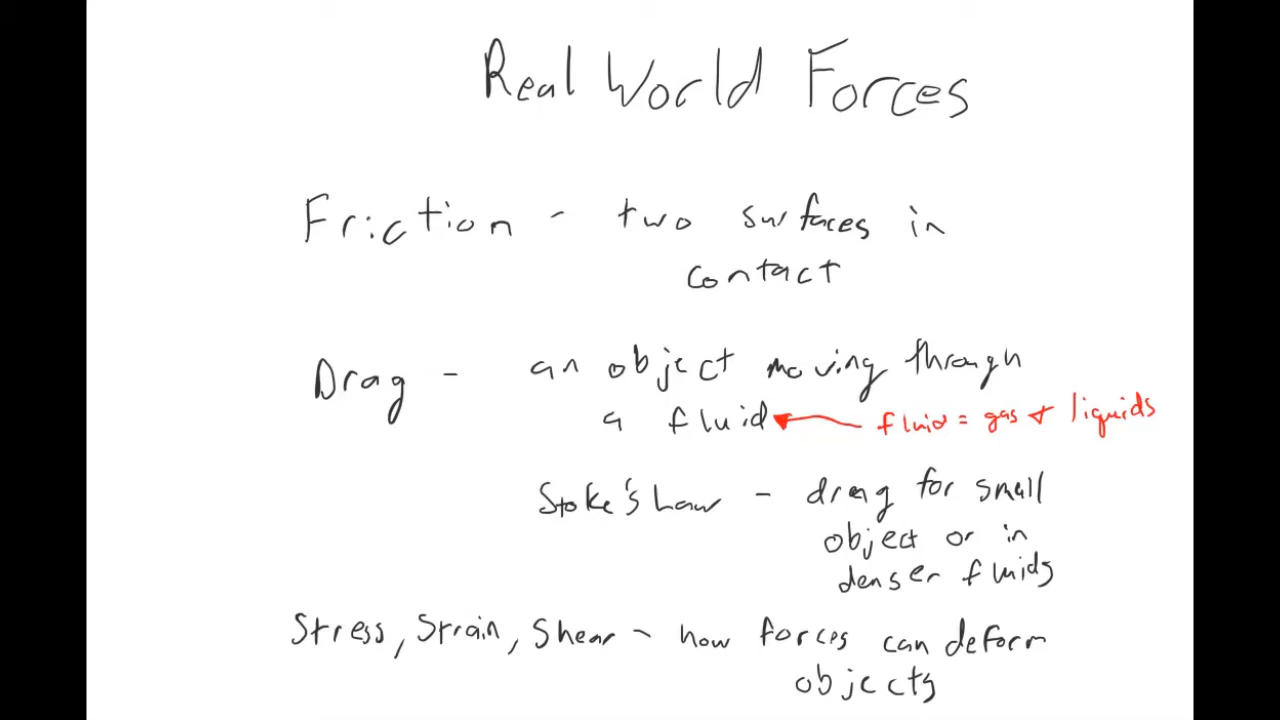 Real World Forces
Friction - two surfaces in
contact
Drag - an object moving through
a fluid fluid = gas + liquids
Stoke's Law - drag for small
object or in
denser fluids
Stress, Strain, Shear - how forces can deform
objects